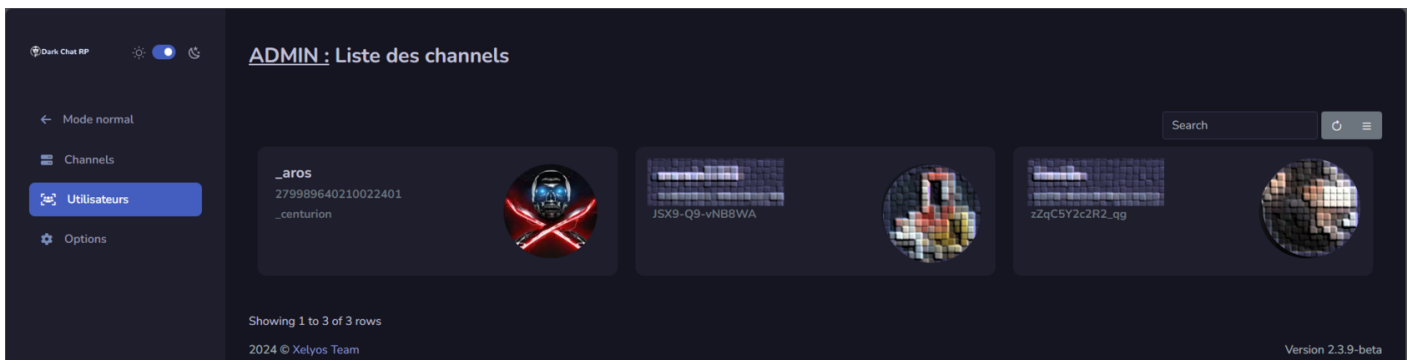 Dark Chat RP
ADMIN : Liste des channels
Mode normal
Channels
Utilisateurs
Options
Search
_aros
279989640210022401
_centurion
JSX9-Q9-vNB8WA
zZqC5Y2c2R2_qg
Showing 1 to 3 of 3 rows
2024 © Xelyos Team
Version 2.3.9-beta